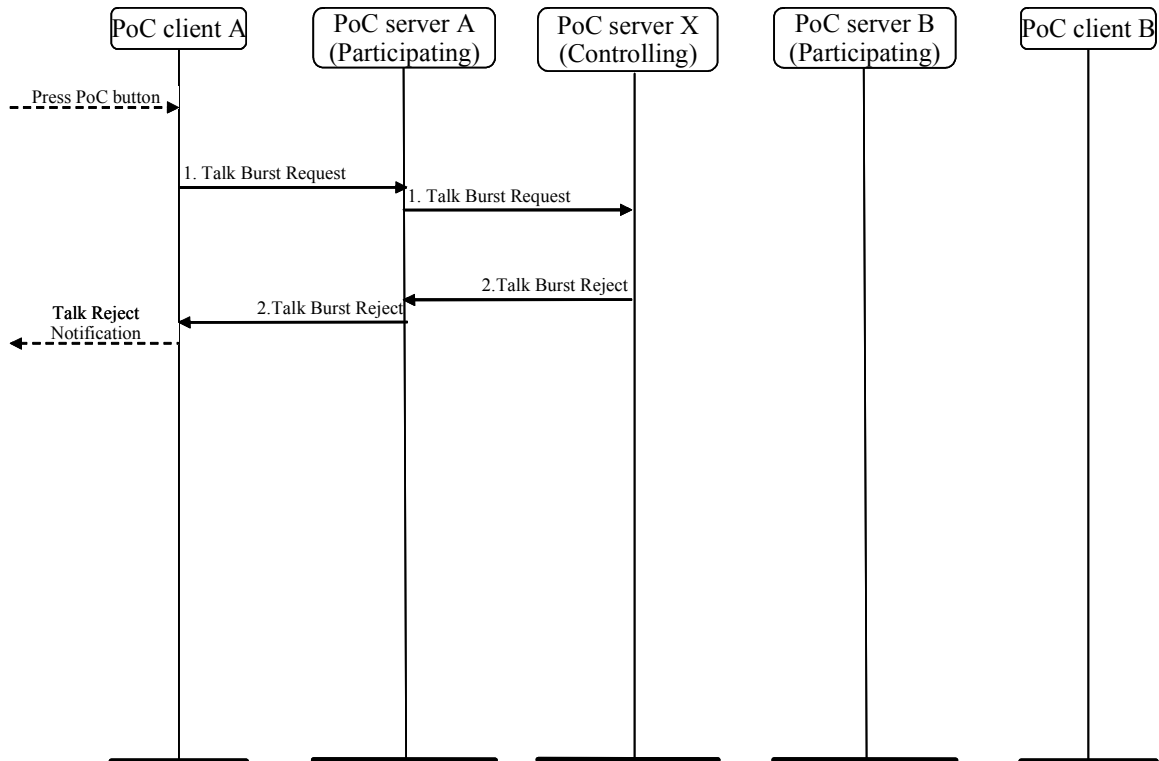 PoC client A
PoC server A
(Participating)
PoC server X
(Controlling)
PoC server B
(Participating)
PoC client B
Press PoC button
1. Talk Burst Request
1. Talk Burst Request
2.Talk Burst Reject
2.Talk Burst Reject
Talk Reject
Notification